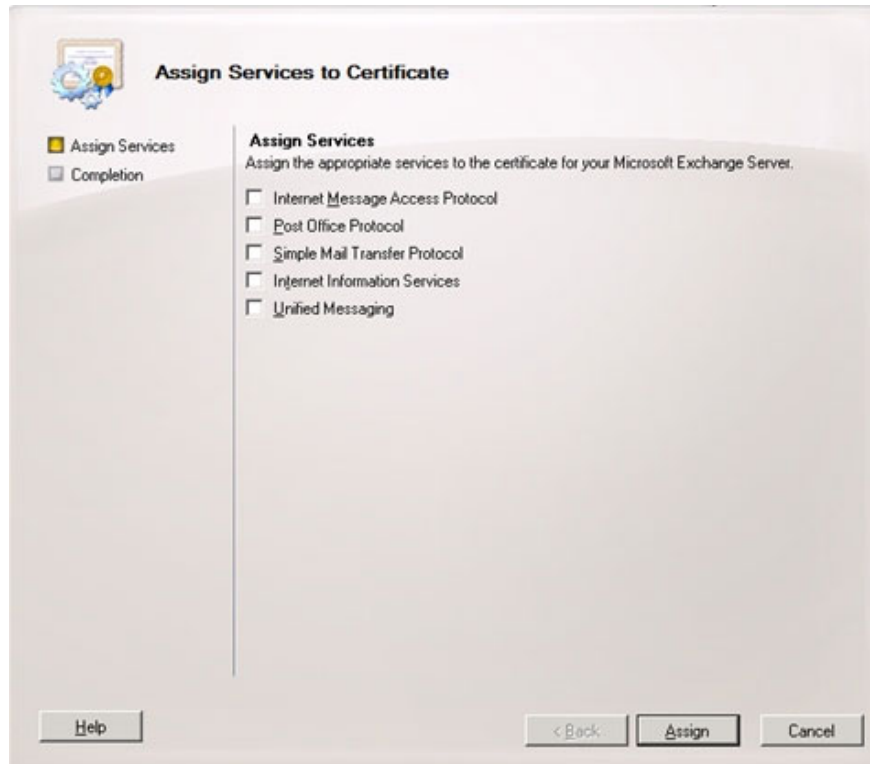 Assign Services to Certificate
Assign Services
Completion
Assign Services
Assign the appropriate services to the certificate for your Microsoft Exchange Server.
Internet Message Access Protocol
Post Office Protocol
Simple Mail Transfer Protocol
Internet Information Services
Unified Messaging
Help
< Back
Assign
Cancel